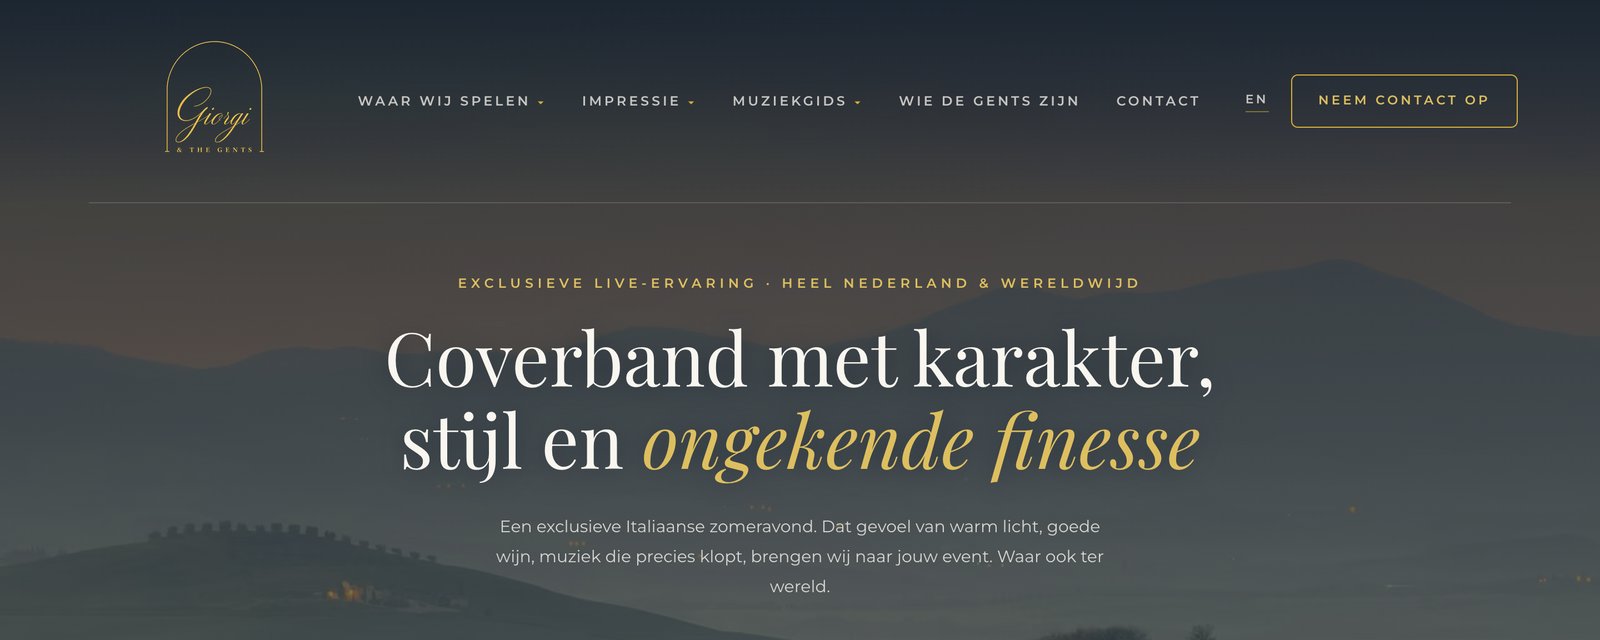 Giorgi
& THE GENTS
WAAR WIJ SPELEN
IMPRESSIE
MUZIEKGIDS
WIE DE GENTS ZIJN
CONTACT
EN
NEEM CONTACT OP
EXCLUSIEVE LIVE-ERVARING · HEEL NEDERLAND & WERELDWIJD
Coverband met karakter,
stijl en ongekende finesse
Een exclusieve Italiaanse zomeravond. Dat gevoel van warm licht, goede
wijn, muziek die precies klopt, brengen wij naar jouw event. Waar ook ter
wereld.